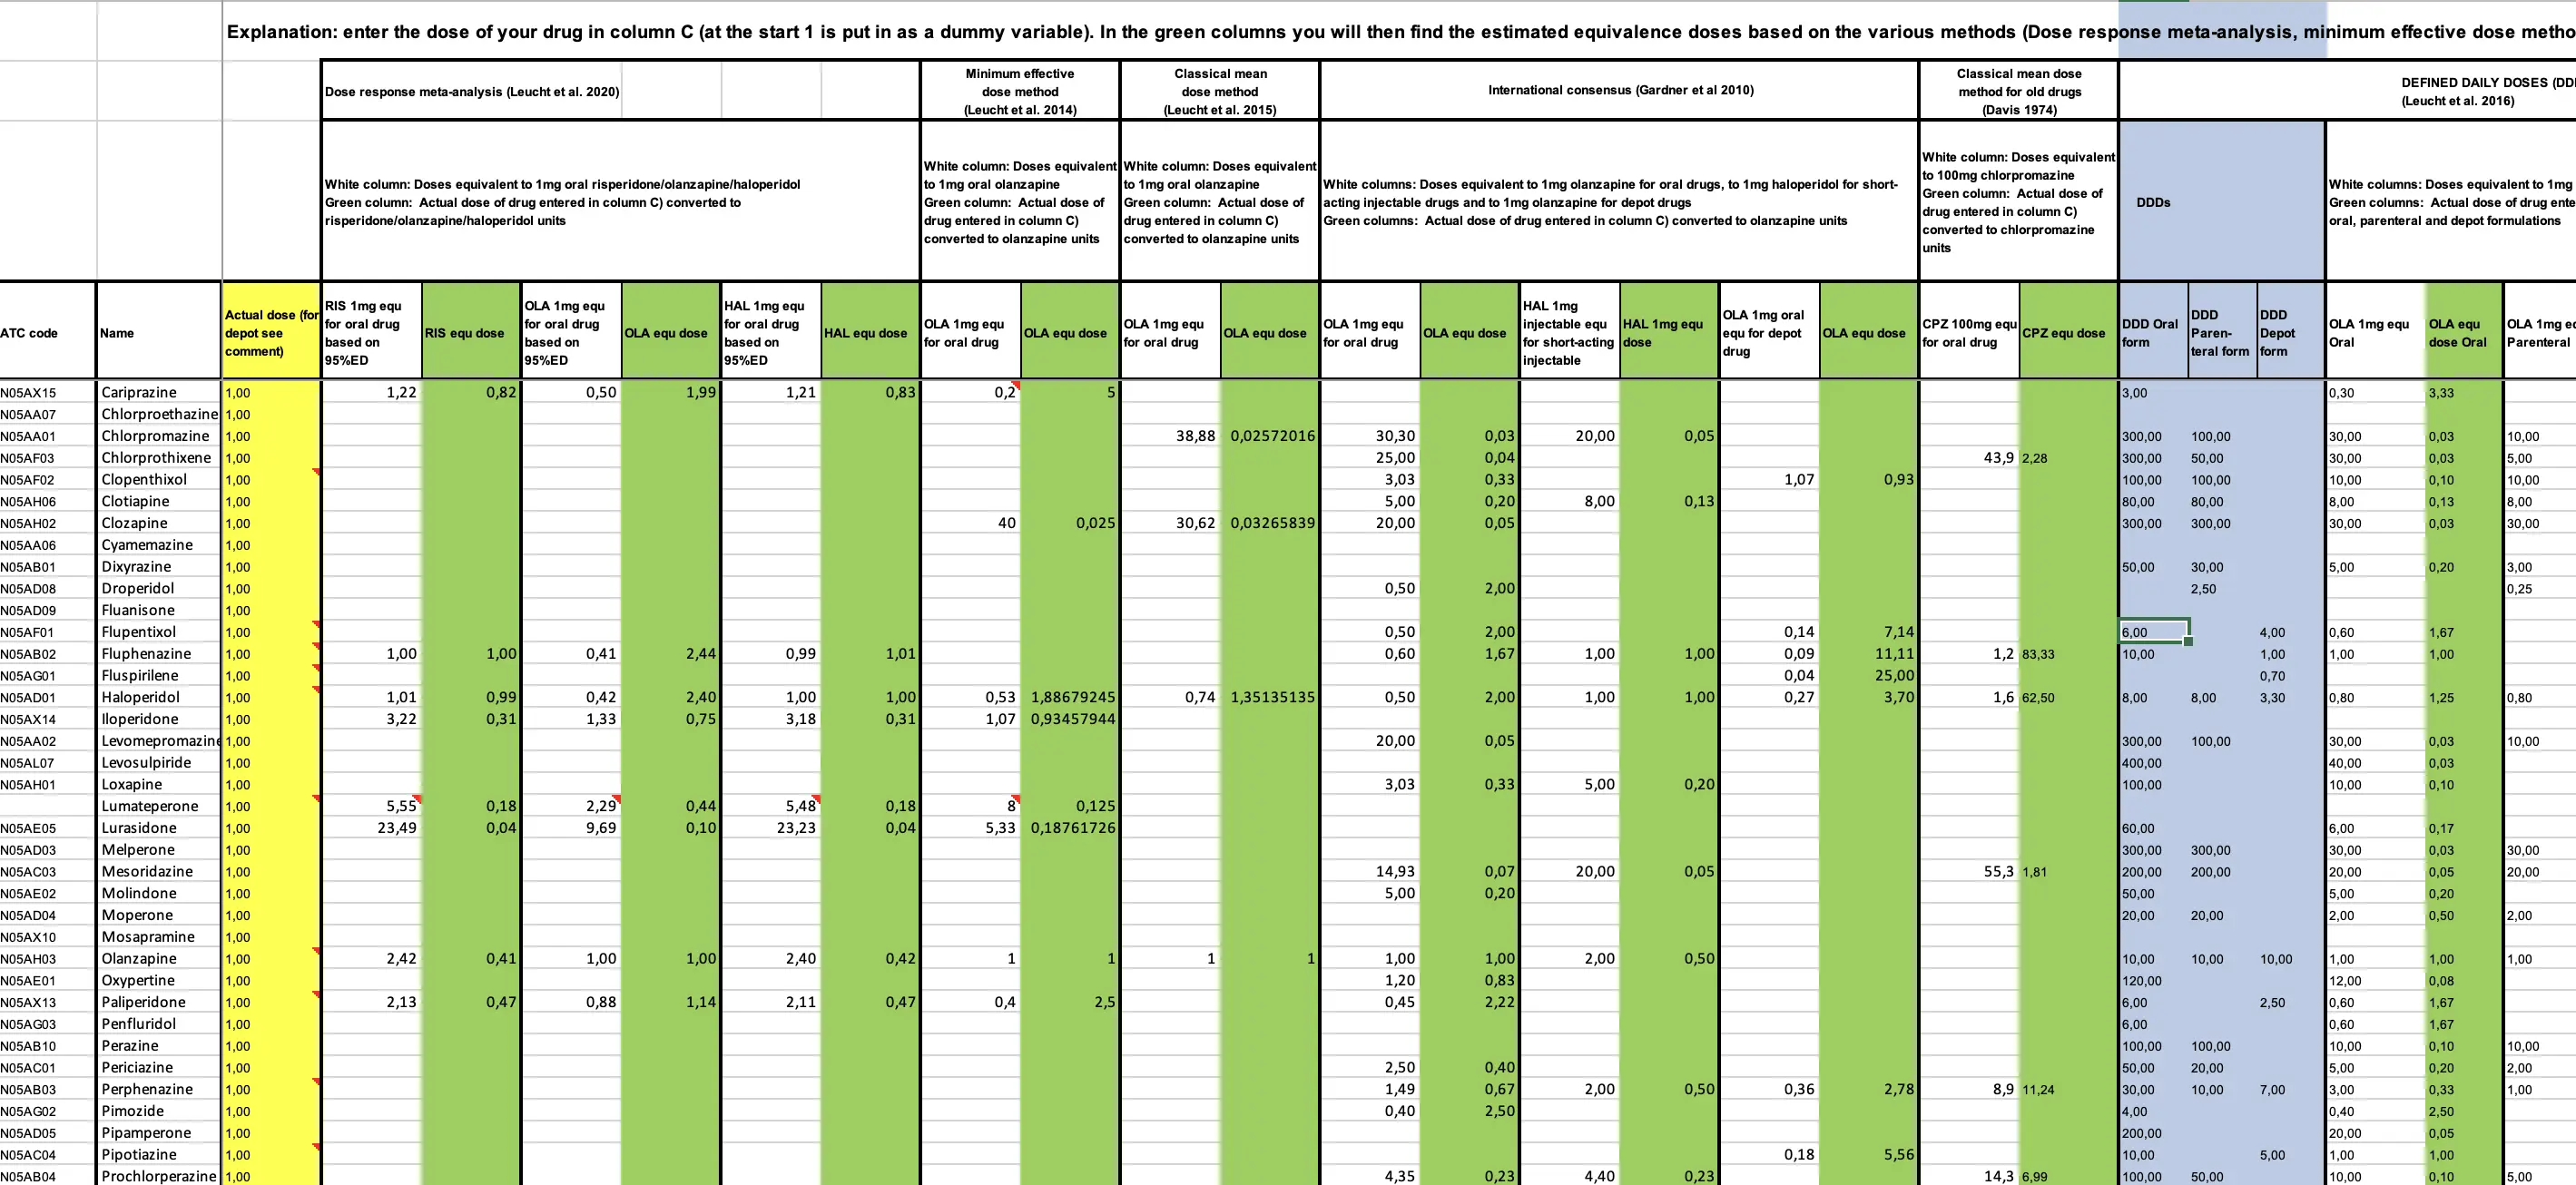 Explanation: enter the dose of your drug in column C (at the start 1 is put in as a dummy variable). In the green columns you will then find the estimated equivalence doses based on the various methods (Dose response meta-analysis, minimum effective dose metho
Dose response meta-analysis (Leucht et al. 2020)
Minimum effective
dose method
(Leucht et al. 2014)
Classical mean
dose method
(Leucht et al. 2015)
International consensus (Gardner et al 2010)
Classical mean dose
method for old drugs
(Davis 1974)
DEFINED DAILY DOSES (DD
(Leucht et al. 2016)
White column: Doses equivalent to 1mg oral risperidone/olanzapine/haloperidol
Green column: Actual dose of drug entered in column C) converted to
risperidone/olanzapine/haloperidol units
White column: Doses equivalent
to 1mg oral olanzapine
Green column: Actual dose of
drug entered in column C)
converted to olanzapine units
White column: Doses equivalent
to 1mg oral olanzapine
Green column: Actual dose of
drug entered in column C)
converted to olanzapine units
White columns: Doses equivalent to 1mg olanzapine for oral drugs, to 1mg haloperidol for short-
acting injectable drugs and to 1mg olanzapine for depot drugs
Green columns: Actual dose of drug entered in column C) converted to olanzapine units
White column: Doses equivalent
to 100mg chlorpromazine
Green column: Actual dose of
drug entered in column C)
converted to chlorpromazine
units
DDDs
White columns: Doses equivalent to 1mg
Green columns: Actual dose of drug ente
oral, parenteral and depot formulations
ATC code
Name
Actual dose (for
depot see
comment)
RIS 1mg equ
for oral drug
based on
95%ED
RIS equ dose
OLA 1mg equ
for oral drug
based on
95%ED
OLA equ dose
HAL 1mg equ
for oral drug
based on
95%ED
HAL equ dose
OLA 1mg equ
for oral drug
OLA equ dose
OLA 1mg equ
for oral drug
OLA equ dose
OLA 1mg equ
for oral drug
OLA equ dose
HAL 1mg
injectable equ
for short-acting
injectable
HAL 1mg equ
dose
OLA 1mg oral
equ for depot
drug
OLA equ dose
CPZ 100mg equ
for oral drug
CPZ equ dose
DDD Oral
form
DDD
Paren-
teral form
DDD
Depot
form
OLA 1mg equ
Oral
OLA equ
dose Oral
OLA 1mg eq
Parenteral
N05AX15 Cariprazine 1,00 1,22 0,82 0,50 1,99 1,21 0,83 0,2 5 3,00 0,30 3,33
N05AA07 Chlorproethazine 1,00
N05AA01 Chlorpromazine 1,00 38,88 0,02572016 30,30 0,03 20,00 0,05 300,00 100,00 30,00 0,03 10,00
N05AF03 Chlorprothixene 1,00 25,00 0,04 43,9 2,28 300,00 50,00 30,00 0,03 5,00
N05AF02 Clopenthixol 1,00 3,03 0,33 1,07 0,93 100,00 100,00 10,00 0,10 10,00
N05AH06 Clotiapine 1,00 5,00 0,20 8,00 0,13 80,00 80,00 8,00 0,13 8,00
N05AH02 Clozapine 1,00 40 0,025 30,62 0,03265839 20,00 0,05 300,00 300,00 30,00 0,03 30,00
N05AA06 Cyamemazine 1,00
N05AB01 Dixyrazine 1,00 50,00 30,00 5,00 0,20 3,00
N05AD08 Droperidol 1,00 0,50 2,00 2,50 0,25
N05AD09 Fluanisone 1,00
N05AF01 Flupentixol 1,00 0,50 2,00 0,14 7,14 6,00 4,00 0,60 1,67
N05AB02 Fluphenazine 1,00 1,00 1,00 0,41 2,44 0,99 1,01 0,60 1,67 1,00 1,00 0,09 11,11 1,2 83,33 10,00 1,00 1,00 1,00
N05AG01 Fluspirilene 1,00 0,04 25,00 0,70
N05AD01 Haloperidol 1,00 1,01 0,99 0,42 2,40 1,00 1,00 0,53 1,88679245 0,74 1,35135135 0,50 2,00 1,00 1,00 0,27 3,70 1,6 62,50 8,00 8,00 3,30 0,80 1,25 0,80
N05AX14 Iloperidone 1,00 3,22 0,31 1,33 0,75 3,18 0,31 1,07 0,93457944
N05AA02 Levomepromazine 1,00 20,00 0,05 300,00 100,00 30,00 0,03 10,00
N05AL07 Levosulpiride 1,00 400,00 40,00 0,03
N05AH01 Loxapine 1,00 3,03 0,33 5,00 0,20 100,00 10,00 0,10
Lumateperone 1,00 5,55 0,18 2,29 0,44 5,48 0,18 8 0,125
N05AE05 Lurasidone 1,00 23,49 0,04 9,69 0,10 23,23 0,04 5,33 0,18761726 60,00 6,00 0,17
N05AD03 Melperone 1,00 300,00 300,00 30,00 0,03 30,00
N05AC03 Mesoridazine 1,00 14,93 0,07 20,00 0,05 55,3 1,81 200,00 200,00 20,00 0,05 20,00
N05AE02 Molindone 1,00 5,00 0,20 50,00 5,00 0,20
N05AD04 Moperone 1,00 20,00 20,00 2,00 0,50 2,00
N05AX10 Mosapramine 1,00
N05AH03 Olanzapine 1,00 2,42 0,41 1,00 1,00 2,40 0,42 1 1 1 1 1,00 1,00 2,00 0,50 10,00 10,00 10,00 1,00 1,00 1,00
N05AE01 Oxypertine 1,00 1,20 0,83 120,00 12,00 0,08
N05AX13 Paliperidone 1,00 2,13 0,47 0,88 1,14 2,11 0,47 0,4 2,5 0,45 2,22 6,00 2,50 0,60 1,67
N05AG03 Penfluridol 1,00 6,00 0,60 1,67
N05AB10 Perazine 1,00 100,00 100,00 10,00 0,10 10,00
N05AC01 Periciazine 1,00 2,50 0,40 50,00 20,00 5,00 0,20 2,00
N05AB03 Perphenazine 1,00 1,49 0,67 2,00 0,50 0,36 2,78 8,9 11,24 30,00 10,00 7,00 3,00 0,33 1,00
N05AG02 Pimozide 1,00 0,40 2,50 4,00 0,40 2,50
N05AD05 Pipamperone 1,00 200,00 20,00 0,05
N05AC04 Pipotiazine 1,00 0,18 5,56 10,00 5,00 1,00 1,00
N05AB04 Prochlorperazine 1,00 4,35 0,23 4,40 0,23 14,3 6,99 100,00 50,00 10,00 0,10 5,00